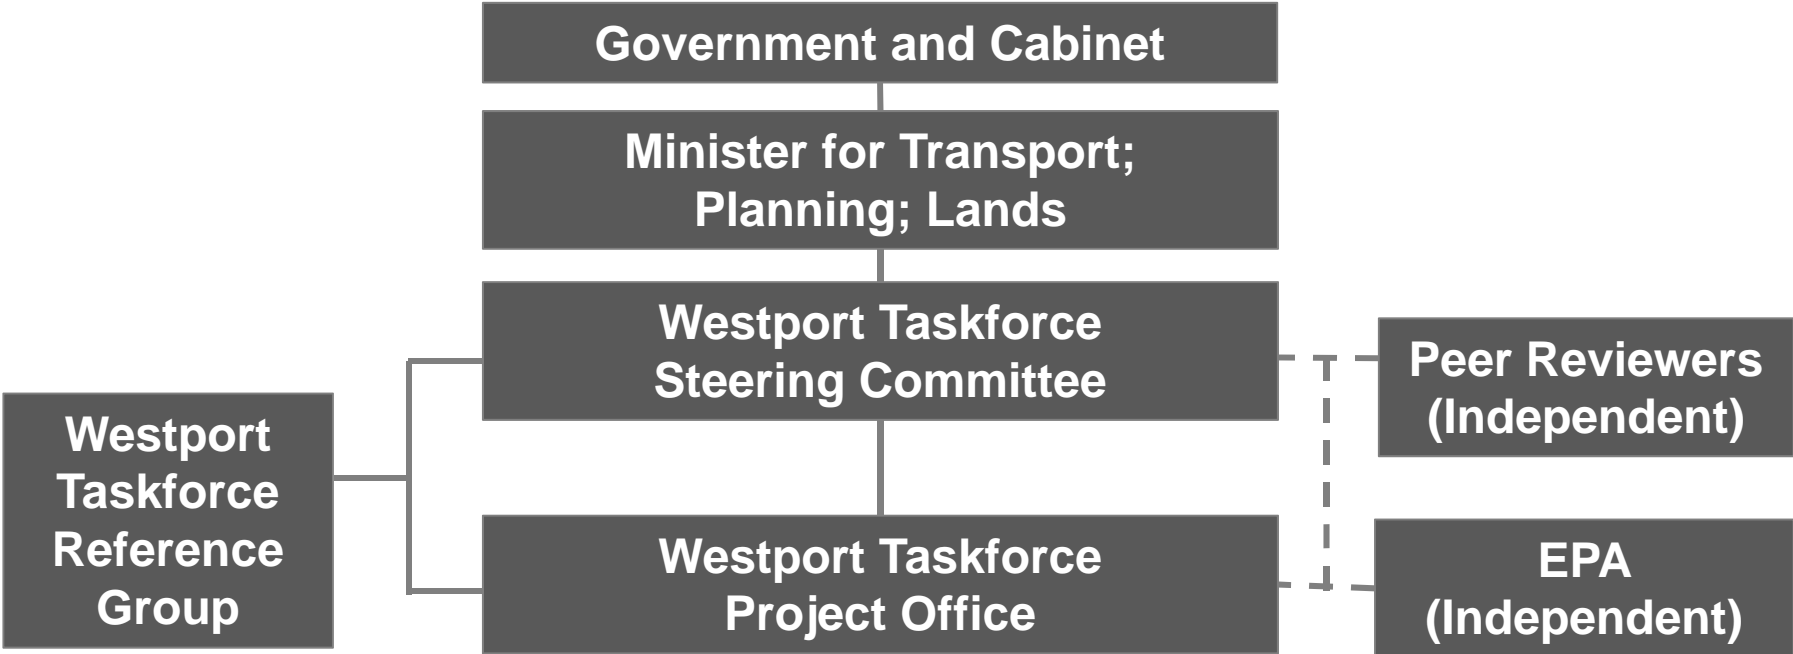 Government and Cabinet
Minister for Transport;
Planning; Lands
Westport Taskforce
Steering Committee
Peer Reviewers
(Independent)
Westport
Taskforce
Reference
Group
Westport Taskforce
Project Office
EPA
(Independent)